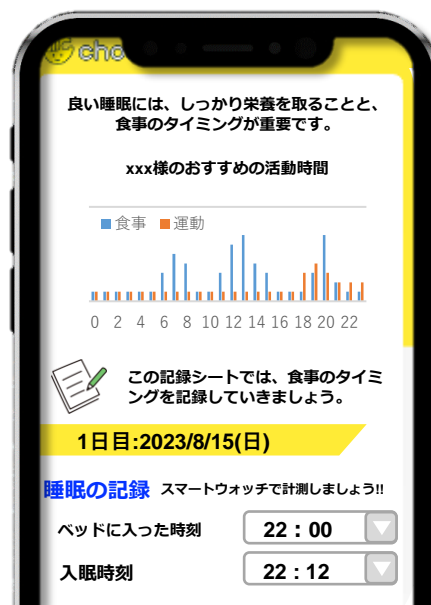 cho
良い睡眠には、しっかり栄養を取ることと、
食事のタイミングが重要です。
xxx様のおすすめの活動時間
食事 運動
0 2 4 6 8 10 12 14 16 18 20 22
この記録シートでは、食事のタイミ
ングを記録していきましょう。
1日目:2023/8/15(日)
睡眠の記録 スマートウォッチで計測しましょう!!
ベッドに入った時刻 22：00
入眠時刻 22：12